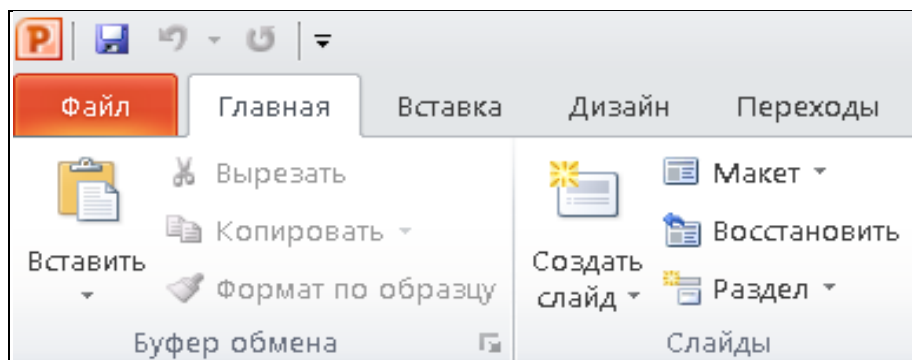 P
Файл Главная Вставка Дизайн Переходы
Вставить
Вырезать
Копировать
Формат по образцу
Буфер обмена
Создать
слайд
Макет
Восстановить
Раздел
Слайды